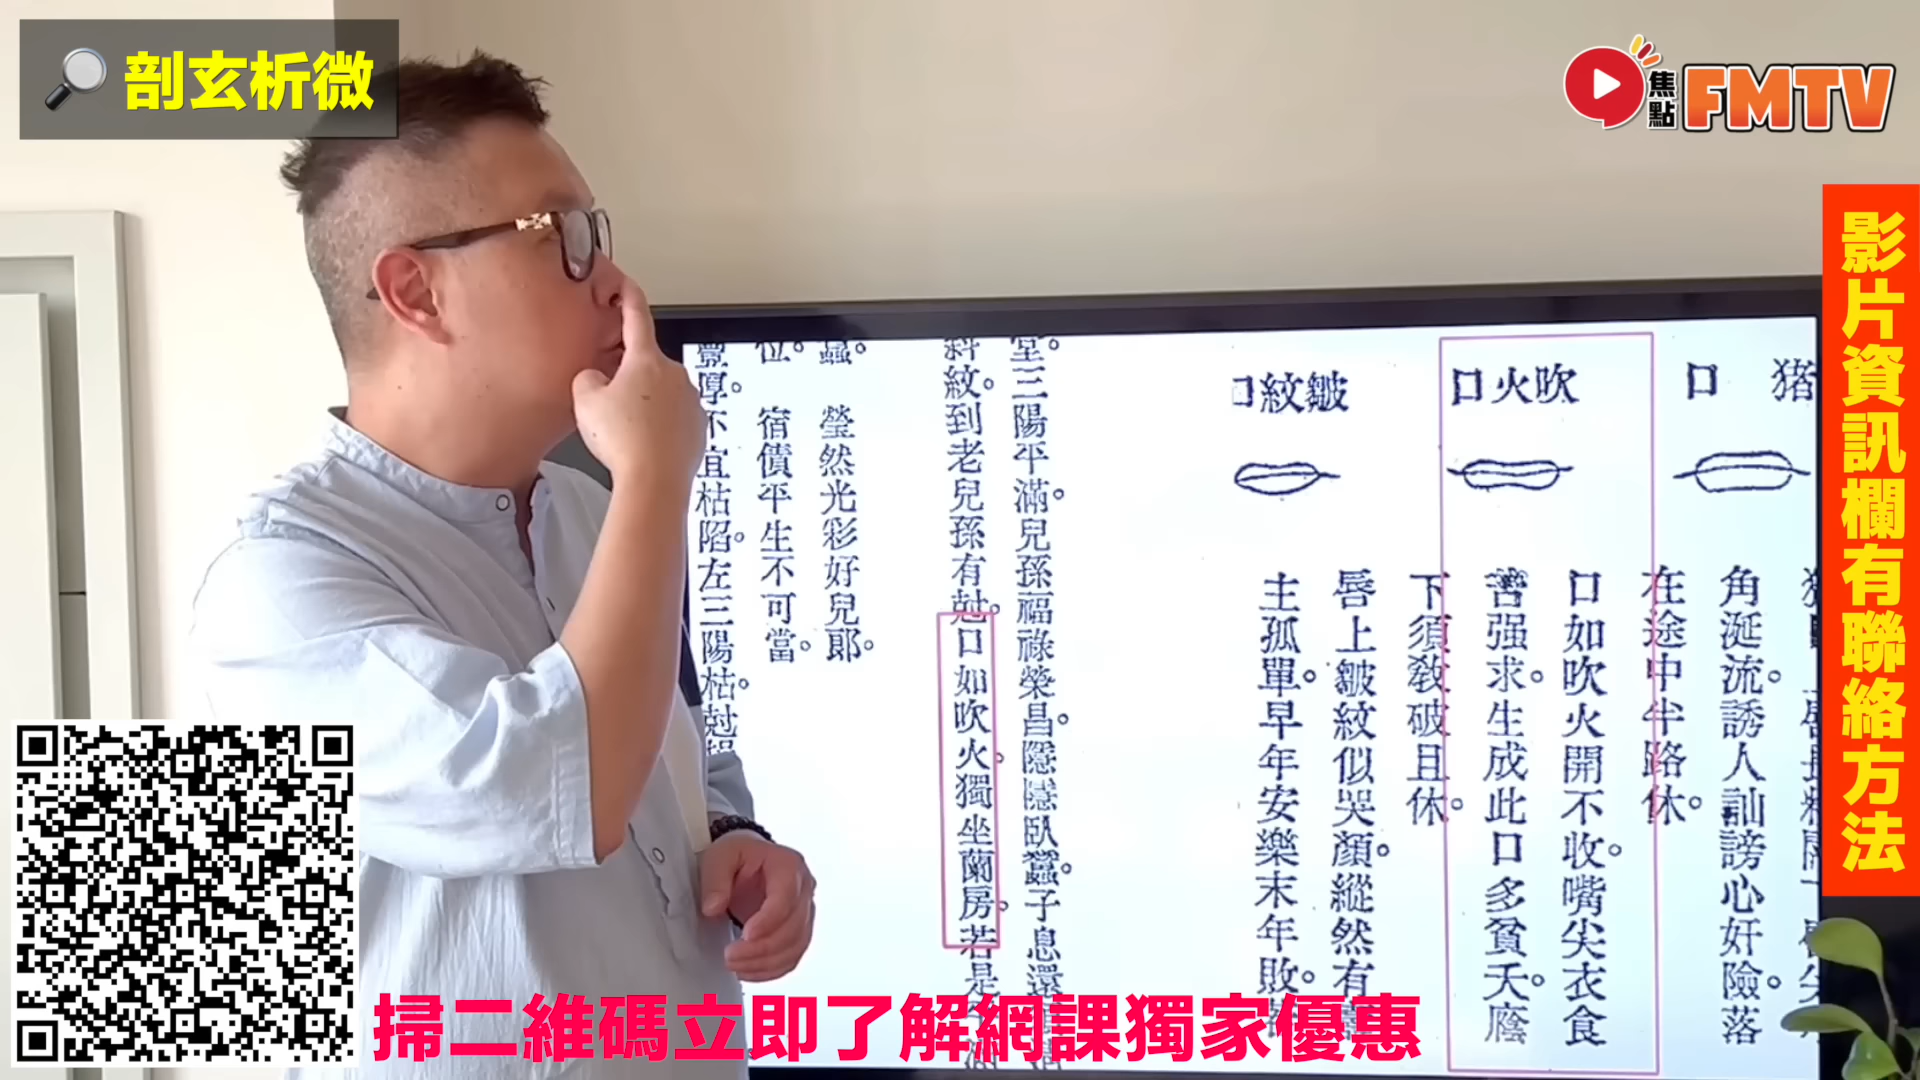 剖玄析微
焦點
FMTV
影片資訊欄有聯絡方法
猪口
角涎流。誘人訕謗心奸險。落
在途中半路休。
吹火口
口如吹火開不收。嘴尖衣食
苦强求。生成此口多貧夭。廕
下須敎破且休。
皺紋口
唇上皺紋似哭顏。縱然有
主孤單。早年安樂末年敗。
堂。三陽平滿。兒孫福祿榮昌。隱隱臥蠶。子息還
斜紋。到老兒孫有尅。口如吹火。獨坐蘭房。若是
蠶。瑩然光彩好兒郎。
位。宿債平生不可當。
豐厚。不宜枯陷。左三陽枯。尅
掃二維碼立即了解網課獨家優惠